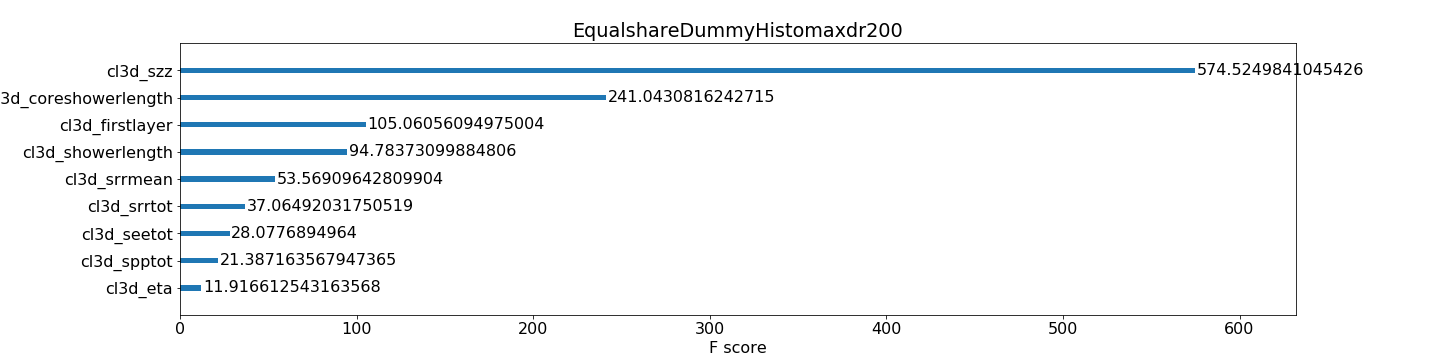 EqualshareDummyHistomaxdr200
cl3d_szz 574.5249841045426
3d_coreshowerlength 241.0430816242715
cl3d_firstlayer 105.06056094975004
cl3d_showerlength 94.78373099884806
cl3d_srrmean 53.56909642809904
cl3d_srrtot 37.06492031750519
cl3d_seetot 28.0776894964
cl3d_spptot 21.387163567947365
cl3d_eta 11.916612543163568
0 100 200 300 400 500 600
F score